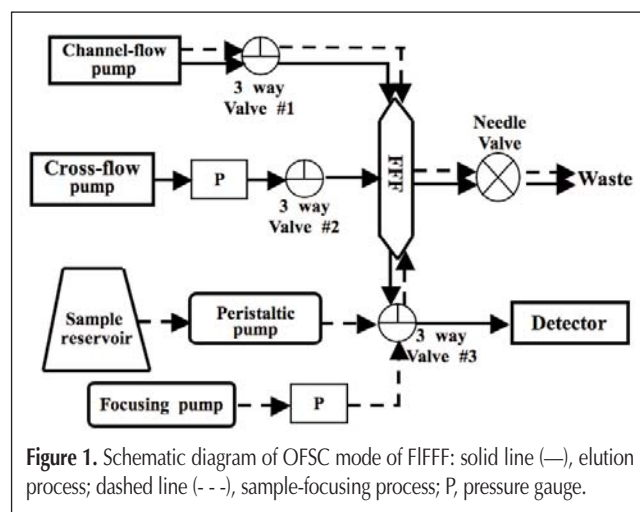 Channel-flow
pump
3 way
Valve #1
Needle
Valve
Cross-flow
pump
P
3 way
Valve #2
FFF
Waste
Sample
reservoir
Peristaltic
pump
3 way
Valve #3
Detector
Focusing pump
P
Figure 1. Schematic diagram of OFSC mode of FlFFF: solid line (—), elution
process; dashed line (- - -), sample-focusing process; P, pressure gauge.